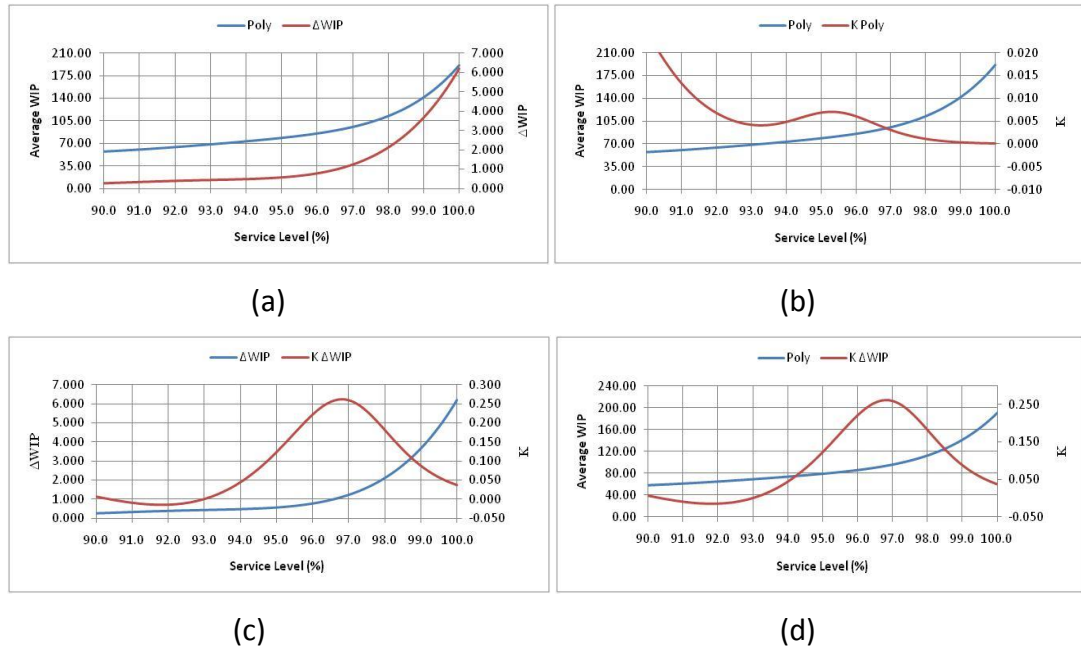 Poly ΔWIP
210.00 7.000
175.00 6.000
140.00 5.000
105.00 4.000
70.00 3.000
35.00 2.000
0.00 1.000
0.000
Average WIP
ΔWIP
90.0 91.0 92.0 93.0 94.0 95.0 96.0 97.0 98.0 99.0 100.0
Service Level (%)
(a)
Poly K Poly
210.00 0.020
175.00 0.015
140.00 0.010
105.00 0.005
70.00 0.000
35.00 -0.005
0.00 -0.010
Average WIP
K
90.0 91.0 92.0 93.0 94.0 95.0 96.0 97.0 98.0 99.0 100.0
Service Level (%)
(b)
ΔWIP K ΔWIP
7.000 0.300
6.000 0.250
5.000 0.200
4.000 0.150
3.000 0.100
2.000 0.050
1.000 0.000
0.000 -0.050
ΔWIP
K
90.0 91.0 92.0 93.0 94.0 95.0 96.0 97.0 98.0 99.0 100.0
Service Level (%)
(c)
Poly K ΔWIP
240.00
200.00 0.250
160.00
120.00 0.150
80.00
40.00 0.050
0.00 -0.050
Average WIP
K
90.0 91.0 92.0 93.0 94.0 95.0 96.0 97.0 98.0 99.0 100.0
Service Level (%)
(d)